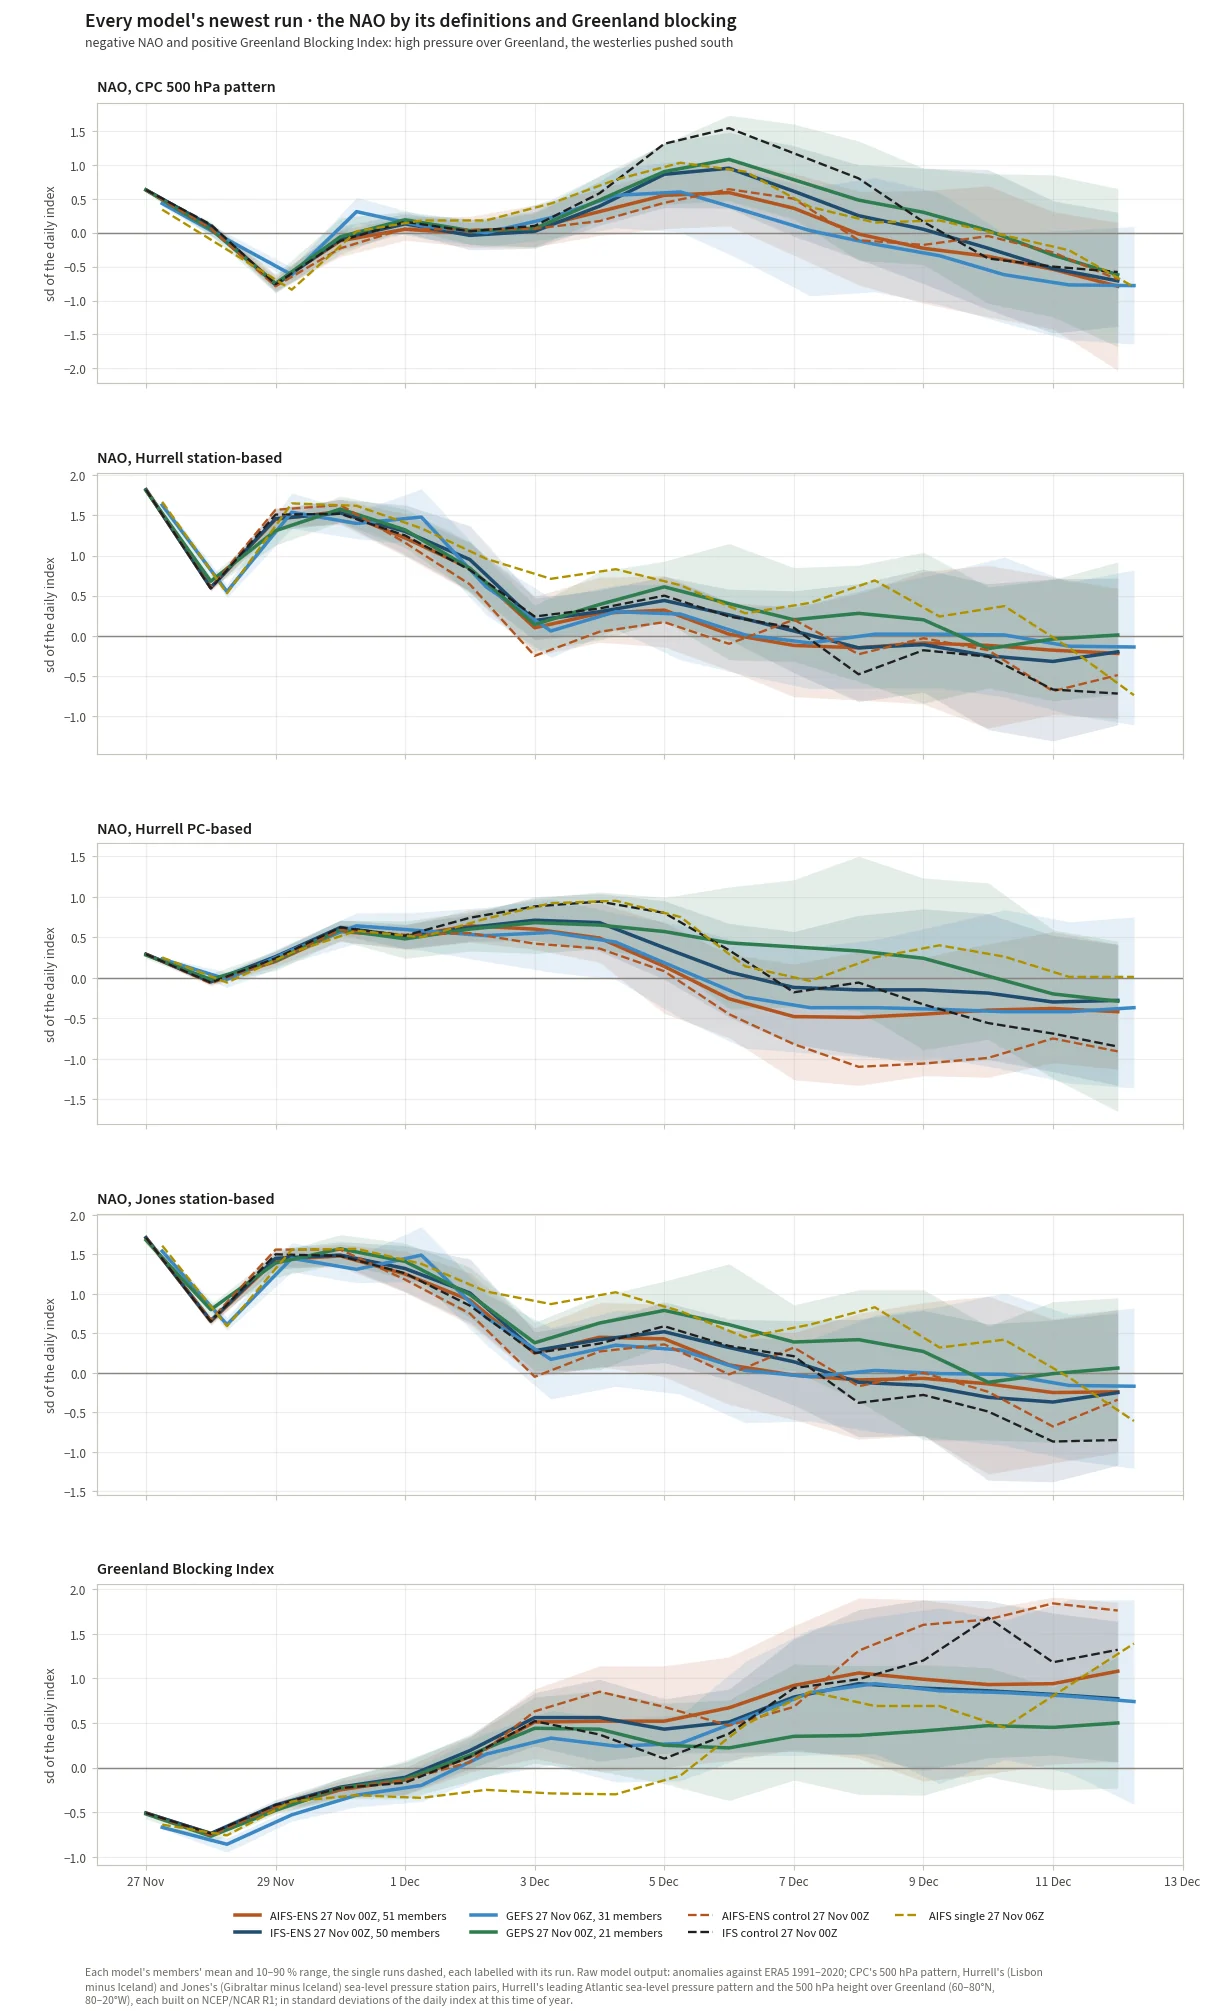 Every model's newest run · the NAO by its definitions and Greenland blocking
negative NAO and positive Greenland Blocking Index: high pressure over Greenland, the westerlies pushed south
NAO, CPC 500 hPa pattern
sd of the daily index
1.5
1.0
0.5
0.0
−0.5
−1.0
−1.5
−2.0
NAO, Hurrell station-based
sd of the daily index
2.0
1.5
1.0
0.5
0.0
−0.5
−1.0
NAO, Hurrell PC-based
sd of the daily index
1.5
1.0
0.5
0.0
−0.5
−1.0
−1.5
NAO, Jones station-based
sd of the daily index
2.0
1.5
1.0
0.5
0.0
−0.5
−1.0
−1.5
Greenland Blocking Index
sd of the daily index
2.0
1.5
1.0
0.5
0.0
−0.5
−1.0
27 Nov 29 Nov 1 Dec 3 Dec 5 Dec 7 Dec 9 Dec 11 Dec 13 Dec
AIFS-ENS 27 Nov 00Z, 51 members GEFS 27 Nov 06Z, 31 members AIFS-ENS control 27 Nov 00Z AIFS single 27 Nov 06Z
IFS-ENS 27 Nov 00Z, 50 members GEPS 27 Nov 00Z, 21 members IFS control 27 Nov 00Z
Each model's members' mean and 10–90 % range, the single runs dashed, each labelled with its run. Raw model output: anomalies against ERA5 1991–2020; CPC's 500 hPa pattern, Hurrell's (Lisbon
minus Iceland) and Jones's (Gibraltar minus Iceland) sea-level pressure station pairs, Hurrell's leading Atlantic sea-level pressure pattern and the 500 hPa height over Greenland (60–80°N,
80–20°W), each built on NCEP/NCAR R1; in standard deviations of the daily index at this time of year.